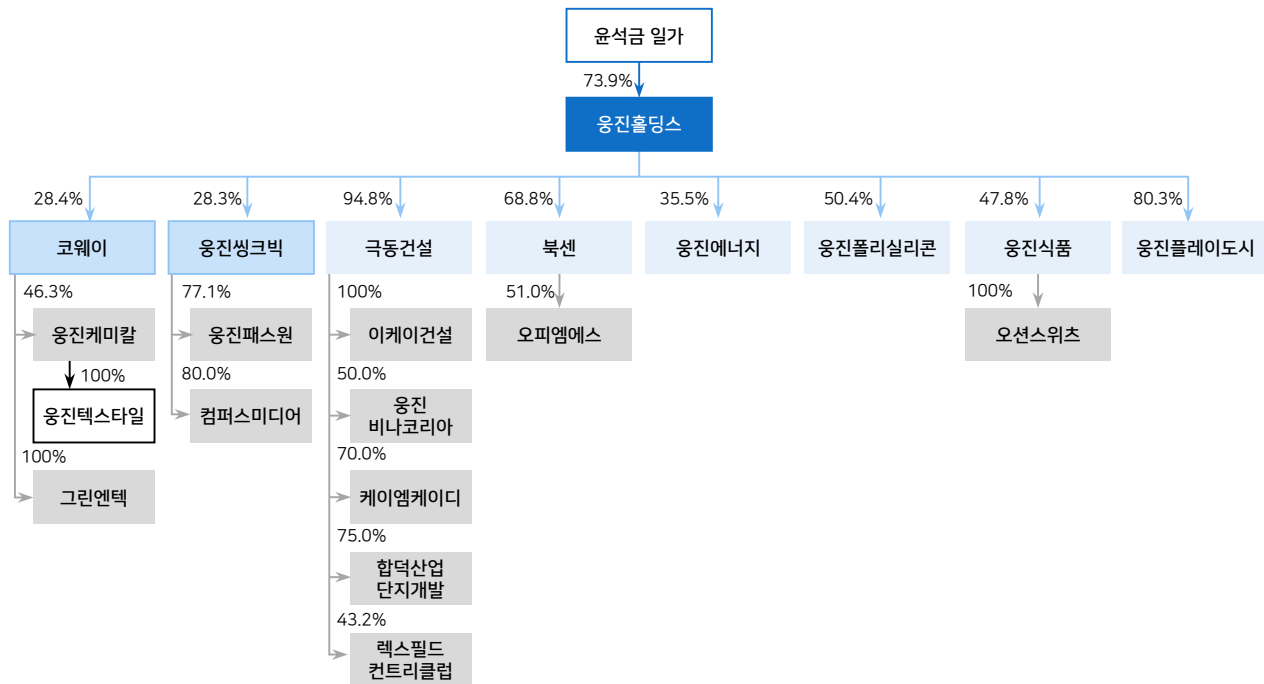 윤석금 일가
73.9%
웅진홀딩스
28.4%
28.3%
94.8%
68.8%
35.5%
50.4%
47.8%
80.3%
코웨이
웅진씽크빅
극동건설
북센
웅진에너지
웅진폴리실리콘
웅진식품
웅진플레이도시
46.3%
77.1%
100%
51.0%
100%
웅진케미칼
웅진패스원
이케이건설
오피엠에스
오션스위츠
100%
80.0%
50.0%
웅진텍스타일
컴퍼스미디어
웅진
비나코리아
100%
70.0%
그린엔텍
케이엠케이디
75.0%
합덕산업
단지개발
43.2%
렉스필드
컨트리클럽